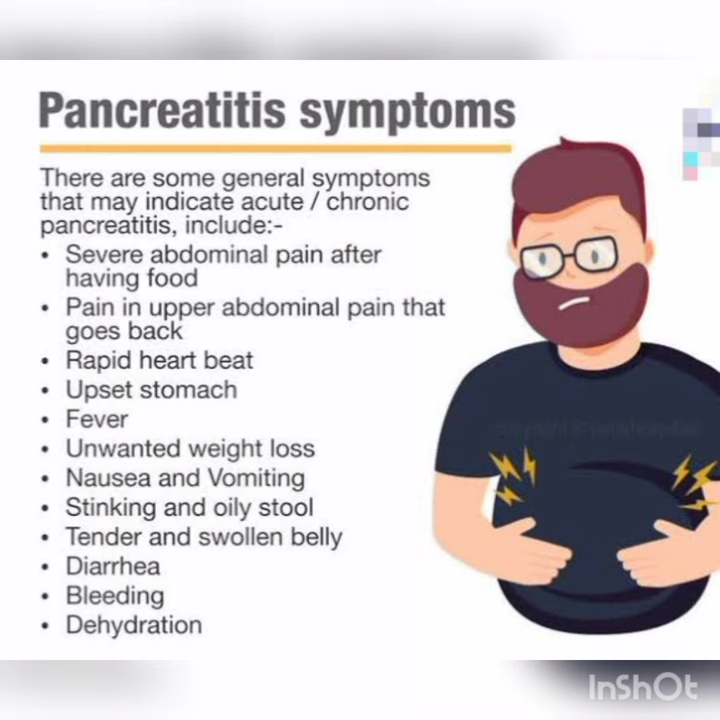 Pancreatitis symptoms
There are some general symptoms
that may indicate acute / chronic
pancreatitis, include:-
• Severe abdominal pain after
having food
• Pain in upper abdominal pain that
goes back
• Rapid heart beat
• Upset stomach
• Fever
• Unwanted weight loss
• Nausea and Vomiting
• Stinking and oily stool
• Tender and swollen belly
• Diarrhea
• Bleeding
• Dehydration
InShOt